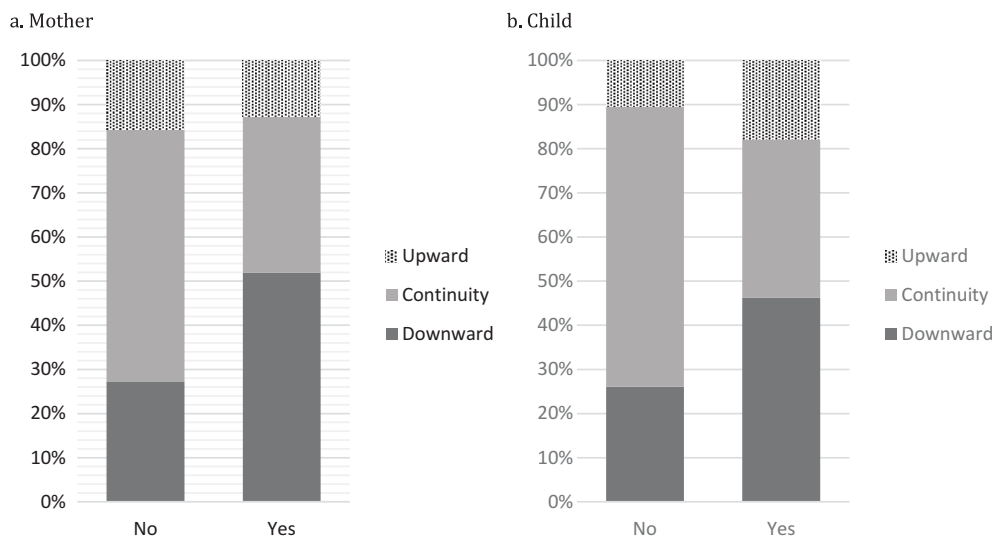 a. Mother
100%
90%
80%
70%
60%
50%
40%
30%
20%
10%
0%
No Yes
Upward
Continuity
Downward
b. Child
100%
90%
80%
70%
60%
50%
40%
30%
20%
10%
0%
No Yes
Upward
Continuity
Downward